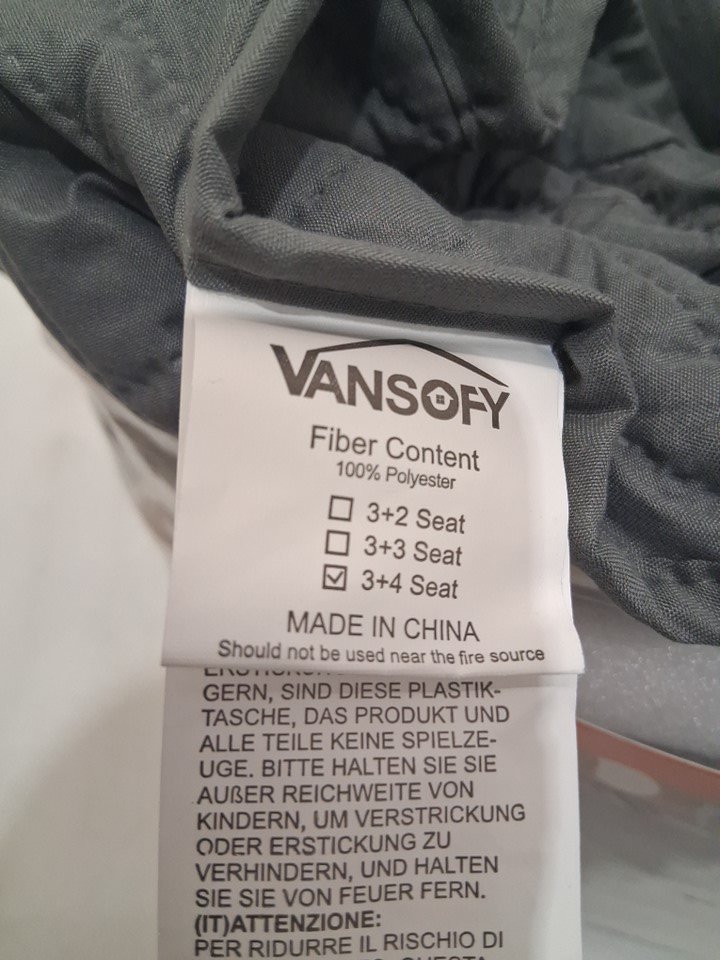 VANSOFY
Fiber Content
100% Polyester
☐ 3+2 Seat
☐ 3+3 Seat
☑ 3+4 Seat
MADE IN CHINA
Should not be used near the fire source
GERN, SIND DIESE PLASTIK-
TASCHE, DAS PRODUKT UND
ALLE TEILE KEINE SPIELZE-
UGE. BITTE HALTEN SIE SIE
AUßER REICHWEITE VON
KINDERN, UM VERSTRICKUNG
ODER ERSTICKUNG ZU
VERHINDERN, UND HALTEN
SIE SIE VON FEUER FERN.
(IT)ATTENZIONE:
PER RIDURRE IL RISCHIO DI